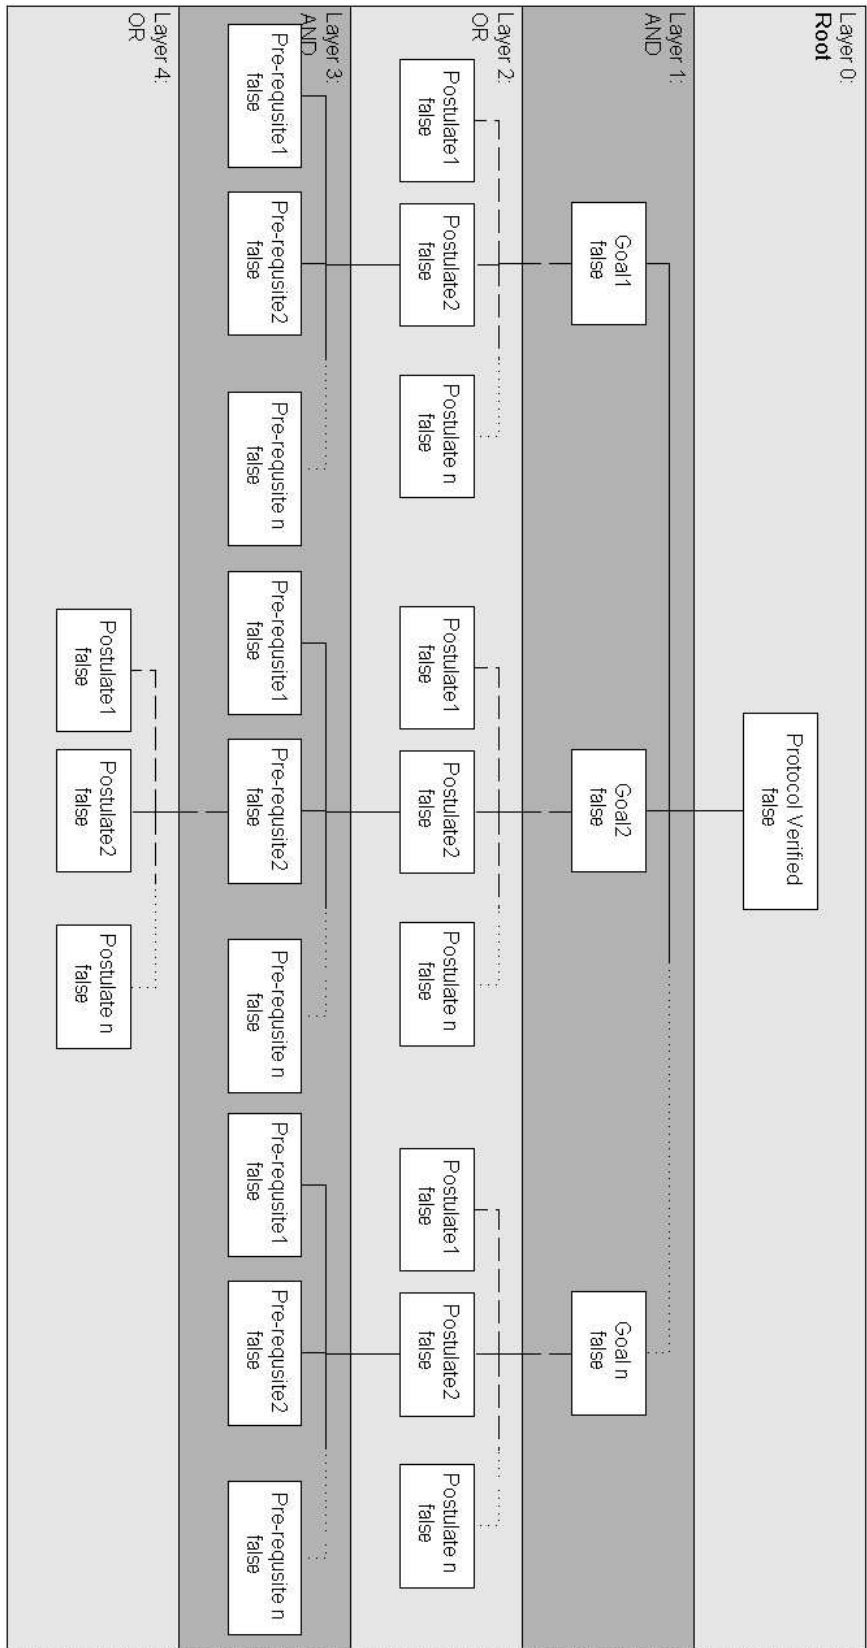 Layer 0:
Root
Protocol Verified
false
Layer 1:
AND
Goal1
false
Goal2
false
Goal n
false
Layer 2:
OR
Postulate1
false
Postulate2
false
Postulate n
false
Postulate1
false
Postulate2
false
Postulate n
false
Postulate1
false
Postulate2
false
Postulate n
false
Layer 3:
AND
Pre-requsite1
false
Pre-requsite2
false
Pre-requsite n
false
Pre-requsite1
false
Pre-requsite2
false
Pre-requsite n
false
Pre-requsite1
false
Pre-requsite2
false
Pre-requsite n
false
Layer 4:
OR
Postulate1
false
Postulate2
false
Postulate n
false